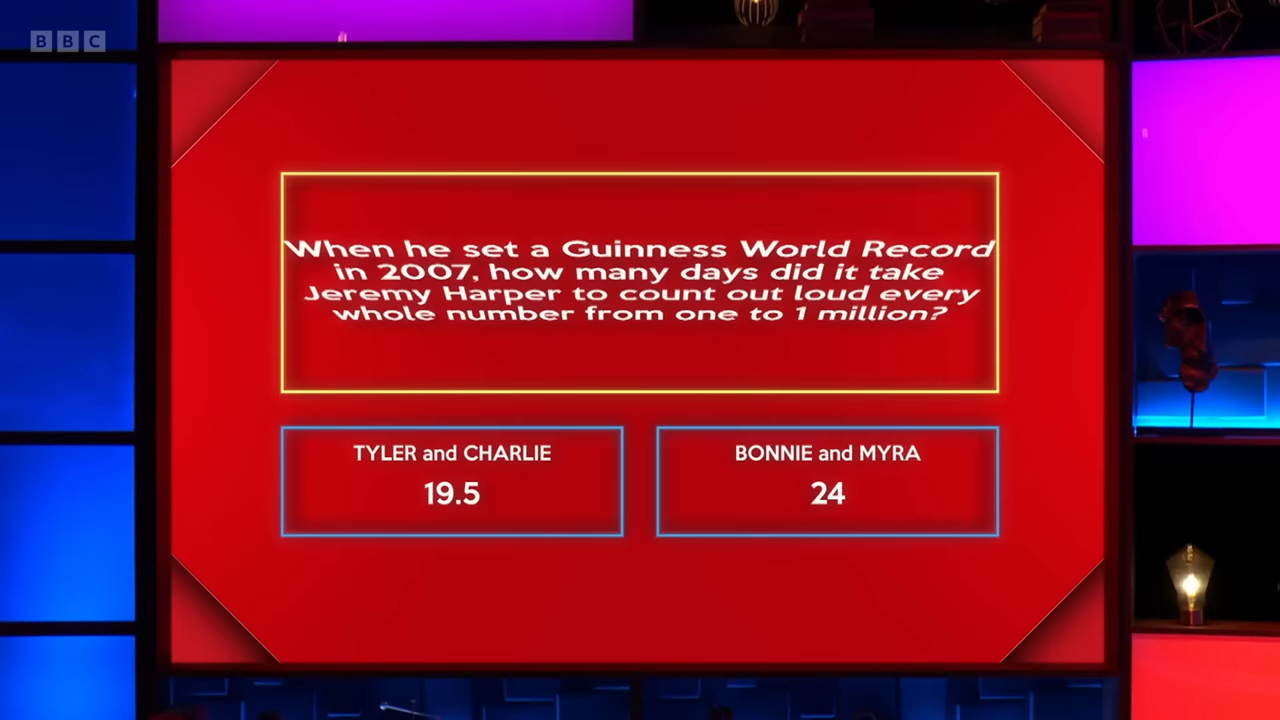 BBC
When he set a Guinness World Record
in 2007, how many days did it take
Jeremy Harper to count out loud every
whole number from one to 1 million?
TYLER and CHARLIE
19.5
BONNIE and MYRA
24